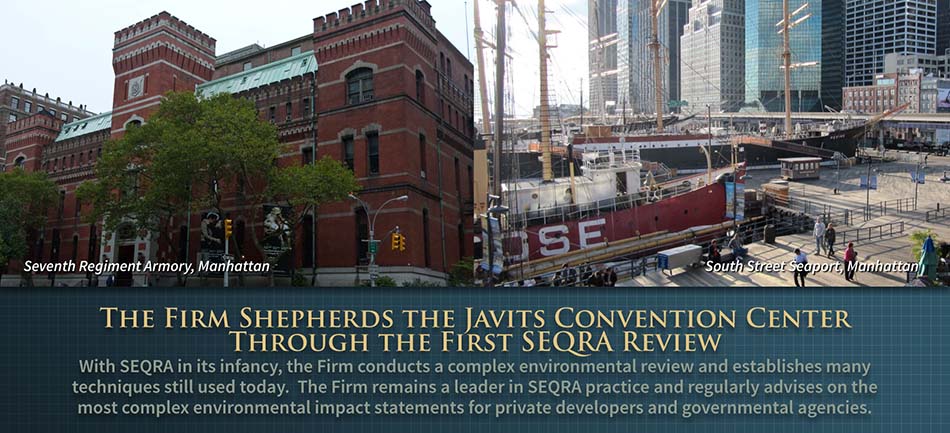 SE
Seventh Regiment Armory, Manhattan
South Street Seaport, Manhattan
The Firm Shepherds the Javits Convention Center
Through the First SEQRA Review
With SEQRA in its infancy, the Firm conducts a complex environmental review and establishes many
techniques still used today.  The Firm remains a leader in SEQRA practice and regularly advises on the
most complex environmental impact statements for private developers and governmental agencies.